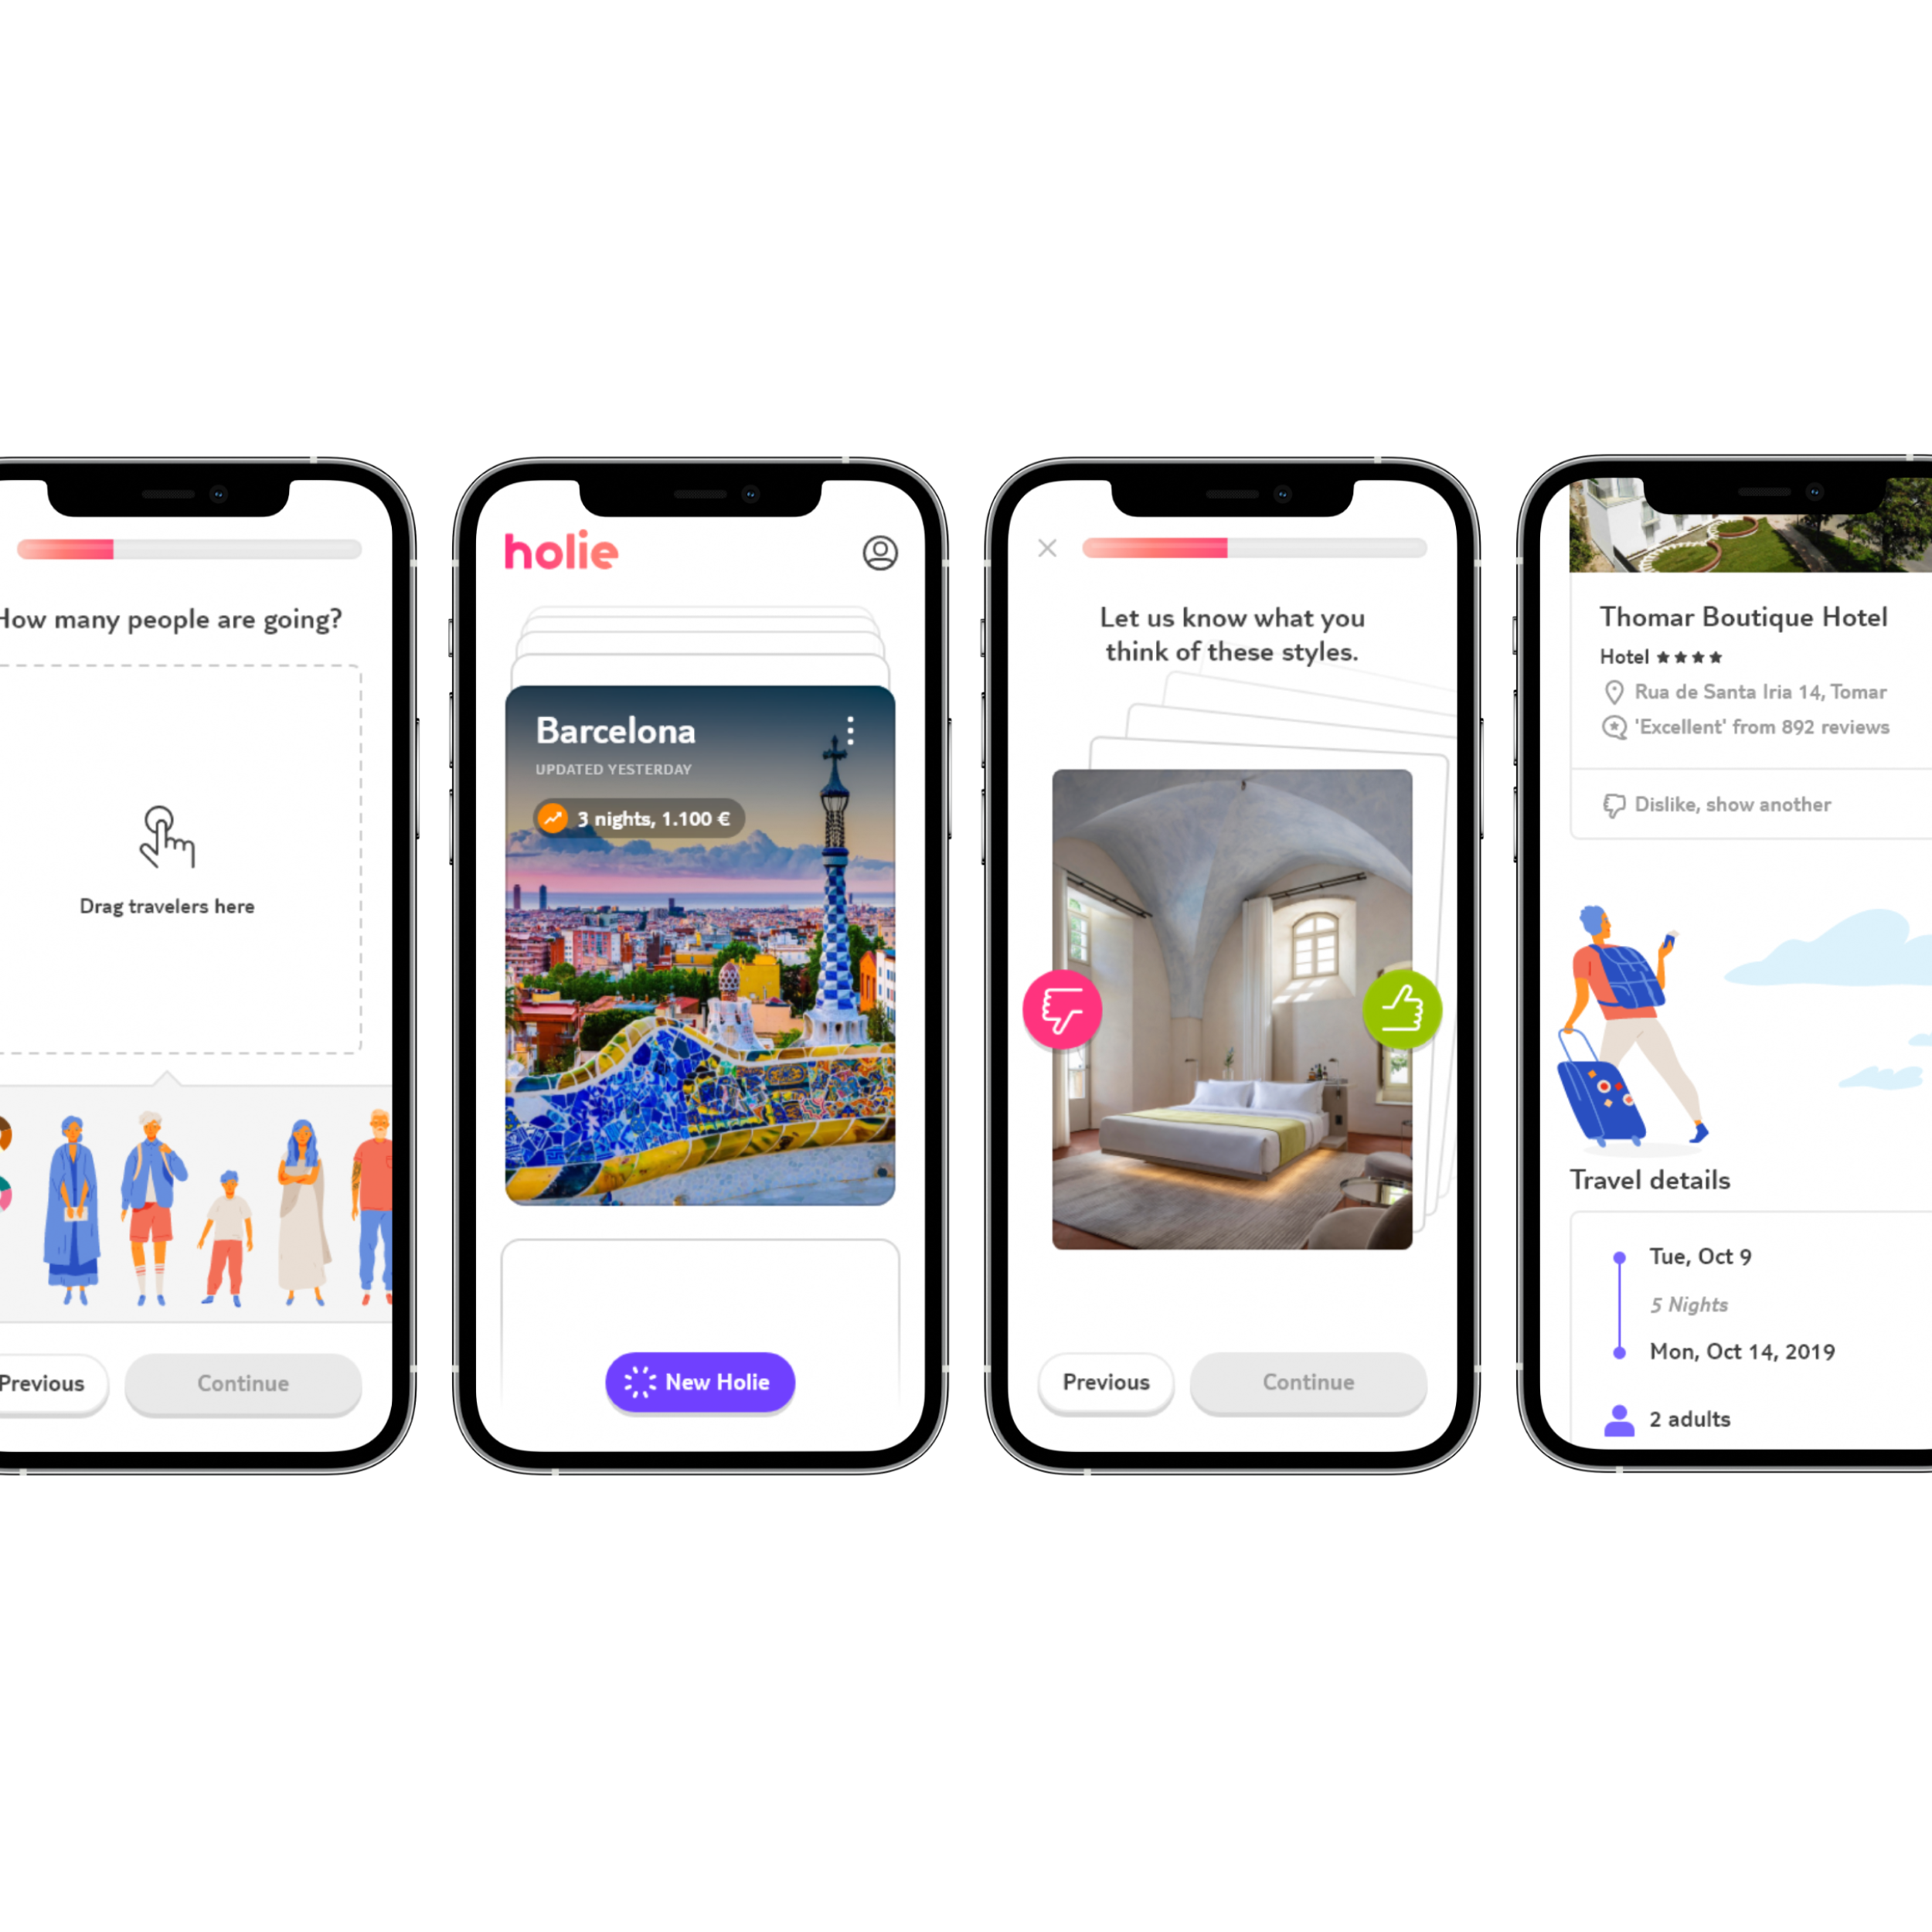 How many people are going?
Drag travelers here
Previous
Continue
holie
Barcelona
UPDATED YESTERDAY
3 nights, 1.100 €
New Holie
Let us know what you
think of these styles.
Previous
Continue
Thomar Boutique Hotel
Hotel ★★★★
Rua de Santa Iria 14, Tomar
'Excellent' from 892 reviews
Dislike, show another
Travel details
Tue, Oct 9
5 Nights
Mon, Oct 14, 2019
2 adults